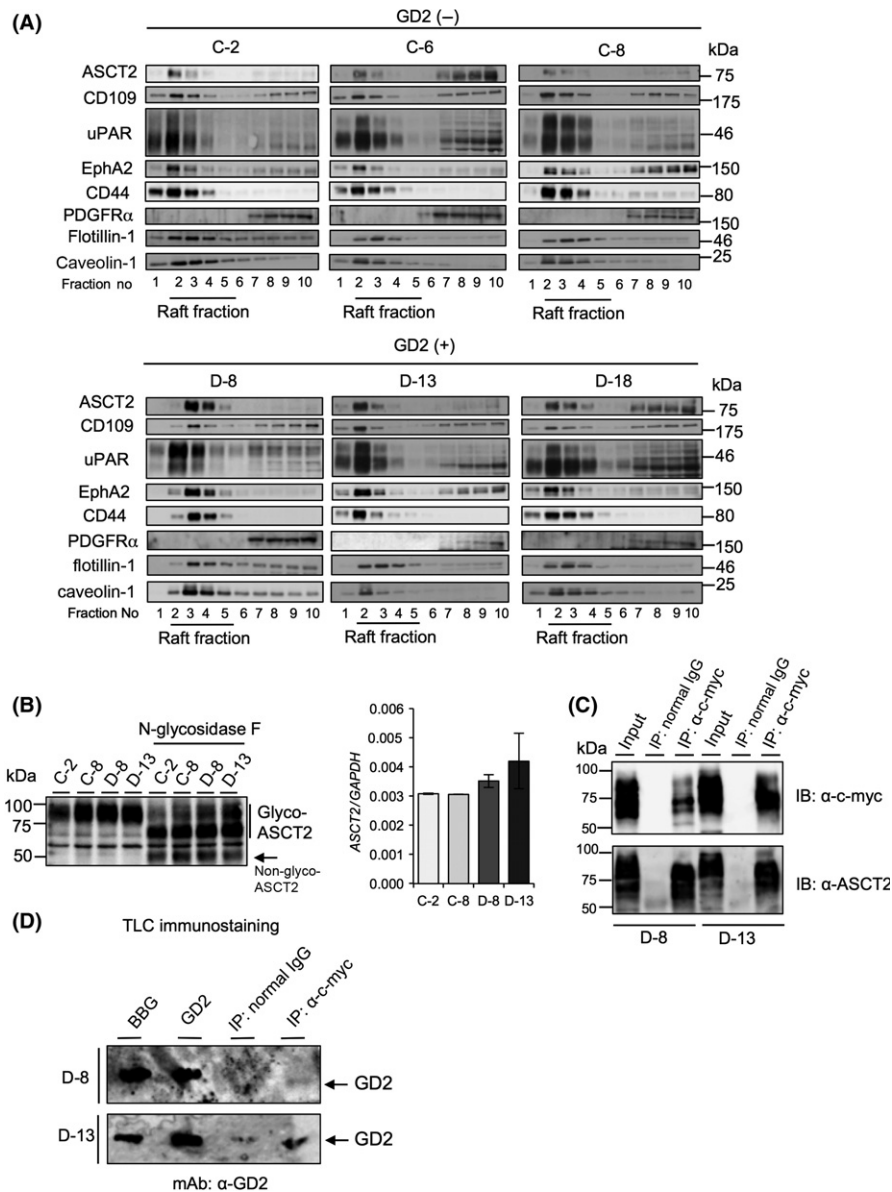 (A)
GD2 (–)
C-2 C-6 C-8 kDa
ASCT2 75
CD109 175
uPAR 46
EphA2 150
CD44 80
PDGFRα 150
Flotillin-1 46
Caveolin-1 25
Fraction no 1 2 3 4 5 6 7 8 9 10 1 2 3 4 5 6 7 8 9 10 1 2 3 4 5 6 7 8 9 10
Raft fraction Raft fraction Raft fraction
GD2 (+)
D-8 D-13 D-18 kDa
ASCT2 75
CD109 175
uPAR 46
EphA2 150
CD44 80
PDGFRα 150
flotillin-1 46
caveolin-1 25
Fraction No 1 2 3 4 5 6 7 8 9 10 1 2 3 4 5 6 7 8 9 10 1 2 3 4 5 6 7 8 9 10
Raft fraction Raft fraction Raft fraction
(B)
N-glycosidase F
kDa C-2 C-8 D-8 D-13 C-2 C-8 D-8 D-13
100
75
50
Glyco-
ASCT2
Non-glyco-
ASCT2
ASCT2/GAPDH
0.006
0.005
0.004
0.003
0.002
0.001
0.000
C-2 C-8 D-8 D-13
(C)
Input IP: normal IgG IP: α-c-myc Input IP: normal IgG IP: α-c-myc
kDa
100
75
50
IB: α-c-myc
100
75
50
IB: α-ASCT2
D-8 D-13
(D)
TLC immunostaining
BBG GD2 IP: normal IgG IP: α-c-myc
D-8 GD2
D-13 GD2
mAb: α-GD2